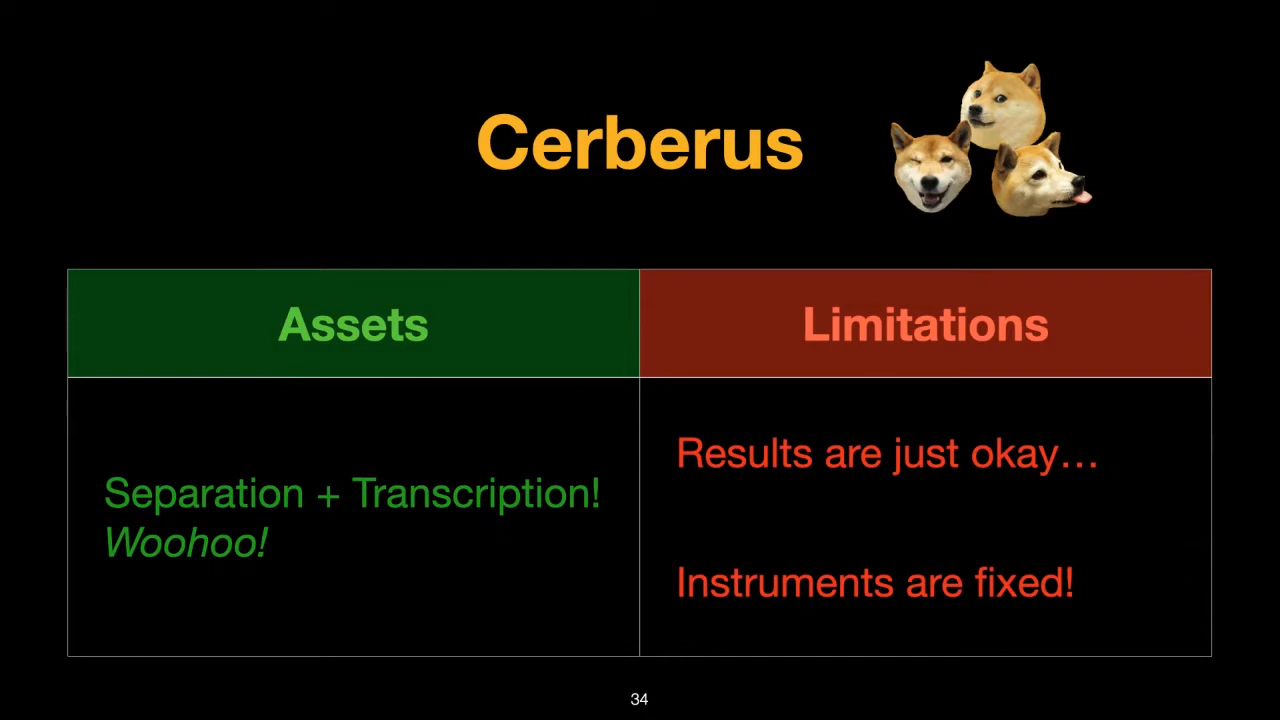 Cerberus
Assets
Limitations
Separation + Transcription!
Woohoo!
Results are just okay…
Instruments are fixed!
34